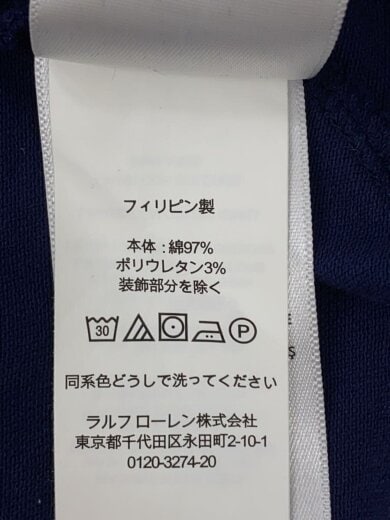 フィリピン製
本体 : 綿97%
ポリウレタン3%
装飾部分を除く
30 P
同系色どうしで洗ってください
ラルフ ローレン株式会社
東京都千代田区永田町2-10-1
0120-3274-20
E
Ş